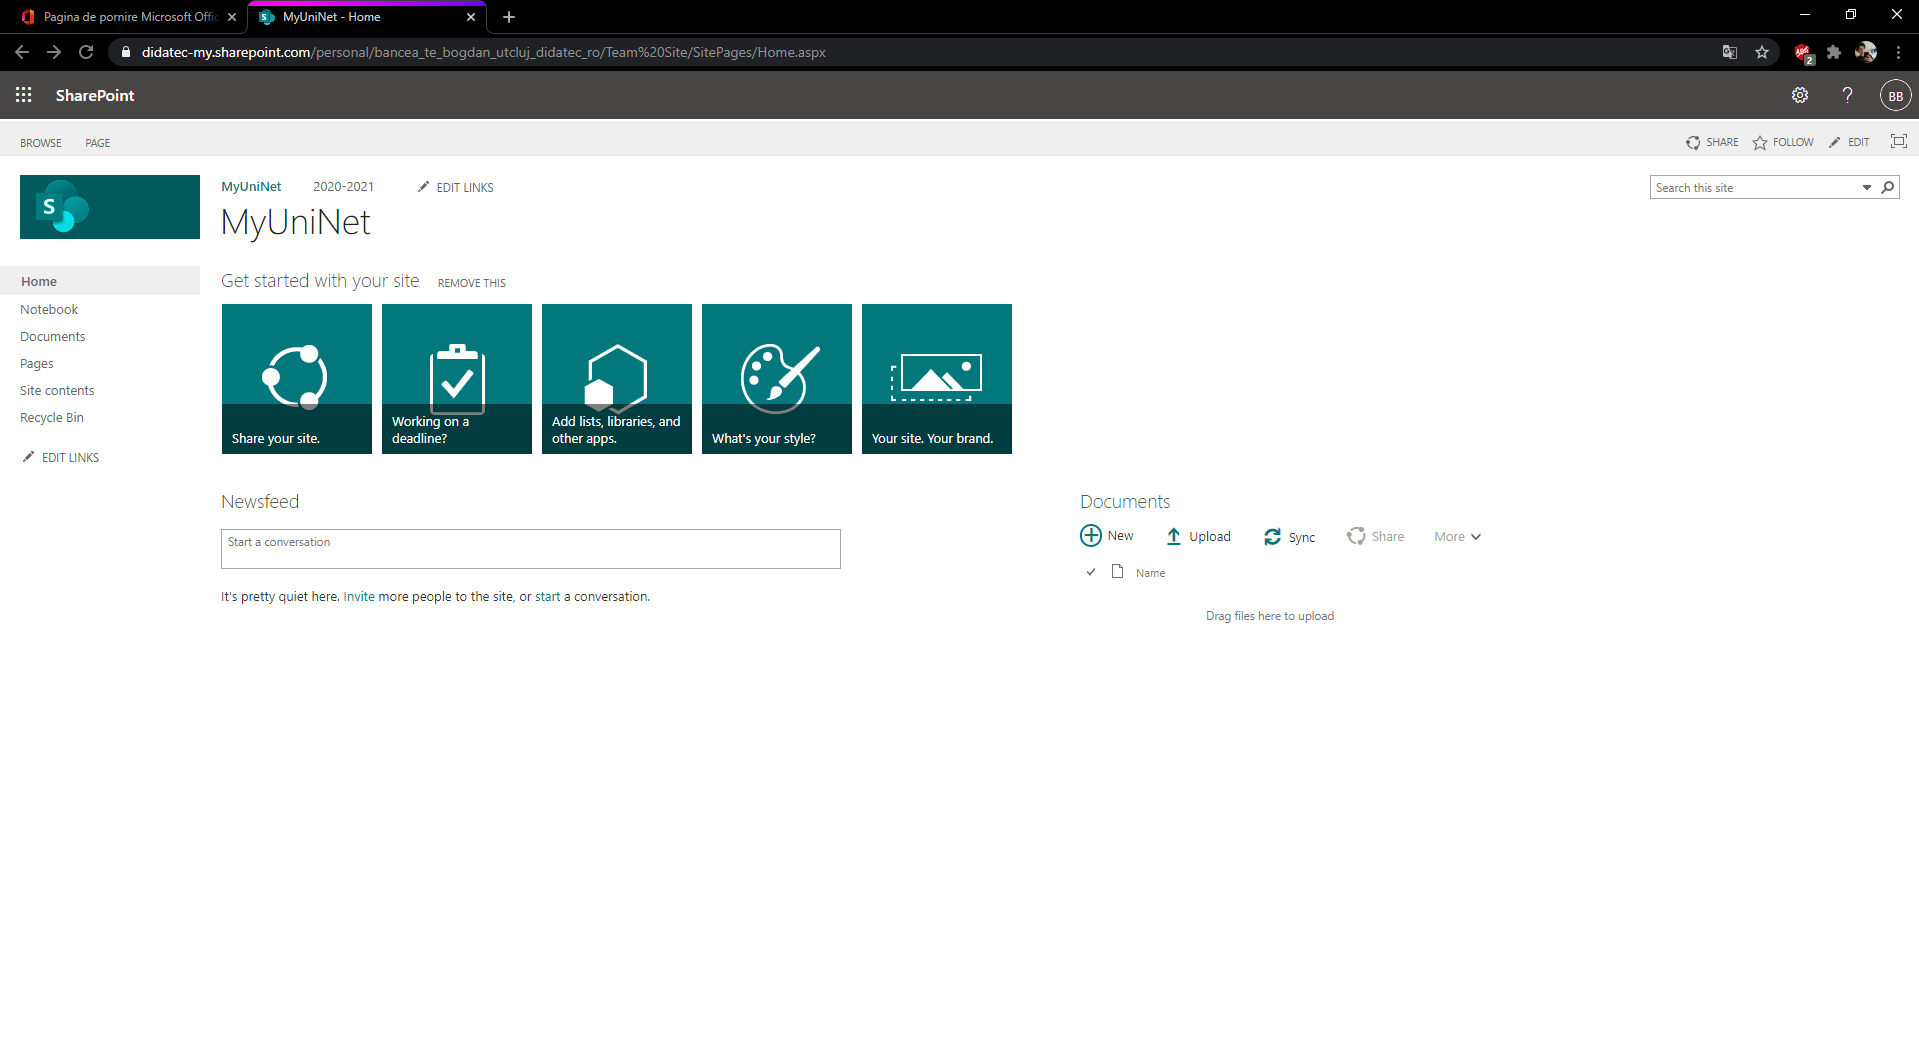 Pagina de pornire Microsoft Offic
MyUniNet - Home
didatec-my.sharepoint.com/personal/bancea_te_bogdan_utcluj_didatec_ro/Team%20Site/SitePages/Home.aspx
2
SharePoint
?
BB
BROWSE
PAGE
SHARE
FOLLOW
EDIT
S
MyUniNet
2020-2021
EDIT LINKS
Search this site
MyUniNet
Home
Notebook
Documents
Pages
Site contents
Recycle Bin
EDIT LINKS
Get started with your site
REMOVE THIS
Share your site.
Working on a
deadline?
Add lists, libraries, and
other apps.
What's your style?
Your site. Your brand.
Newsfeed
Start a conversation
It's pretty quiet here. Invite more people to the site, or start a conversation.
Documents
New
Upload
Sync
Share
More
Name
Drag files here to upload